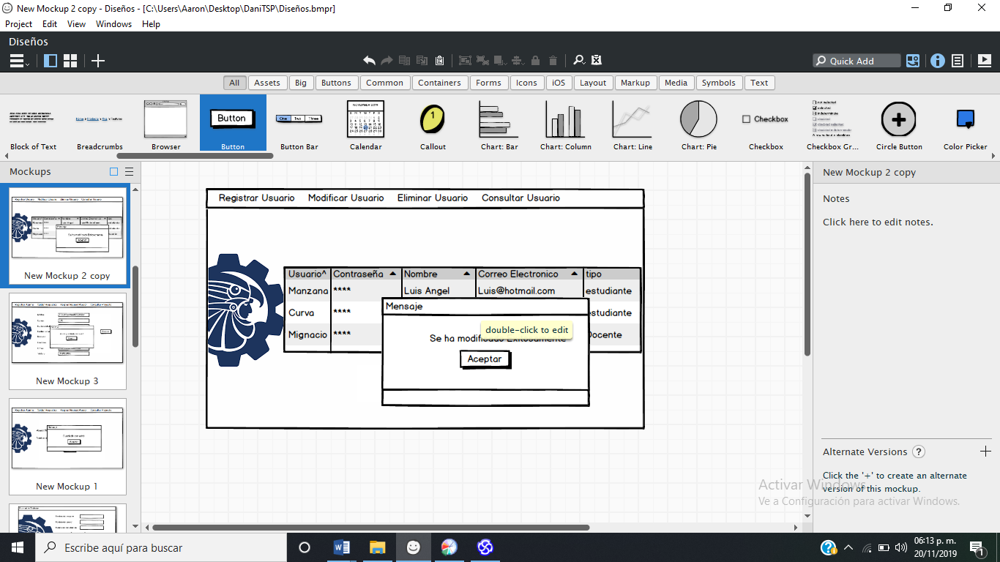 New Mockup 2 copy - Diseños - [C:\Users\Aaron\Desktop\DaniTSP\Diseños.bmpr]
Project Edit View Windows Help
Diseños
Quick Add
All Assets Big Buttons Common Containers Forms Icons iOS Layout Markup Media Symbols Text
Button
One Two Three
NOVEMBER 2019
1
Checkbox
Block of Text Breadcrumbs Browser Button Button Bar Calendar Callout Chart: Bar Chart: Column Chart: Line Chart: Pie Checkbox Checkbox Gr... Circle Button Color Picker
Mockups
New Mockup 2 copy
New Mockup 3
New Mockup 1
Registrar Usuario Modificar Usuario Eliminar Usuario Consultar Usuario
Usuario^ Contraseña Nombre Correo Electronico tipo
Manzana **** Luis Angel Luis@hotmail.com estudiante
Curva **** estudiante
Mignacio **** Docente
Mensaje
double-click to edit
Se ha modificado Exitosamente
Aceptar
New Mockup 2 copy
Notes
Click here to edit notes.
Alternate Versions ?
Click the '+' to create an alternate
version of this mockup.
Activar Windows
Ve a Configuración para activar Windows.
Escribe aquí para buscar
06:13 p. m.
20/11/2019
1